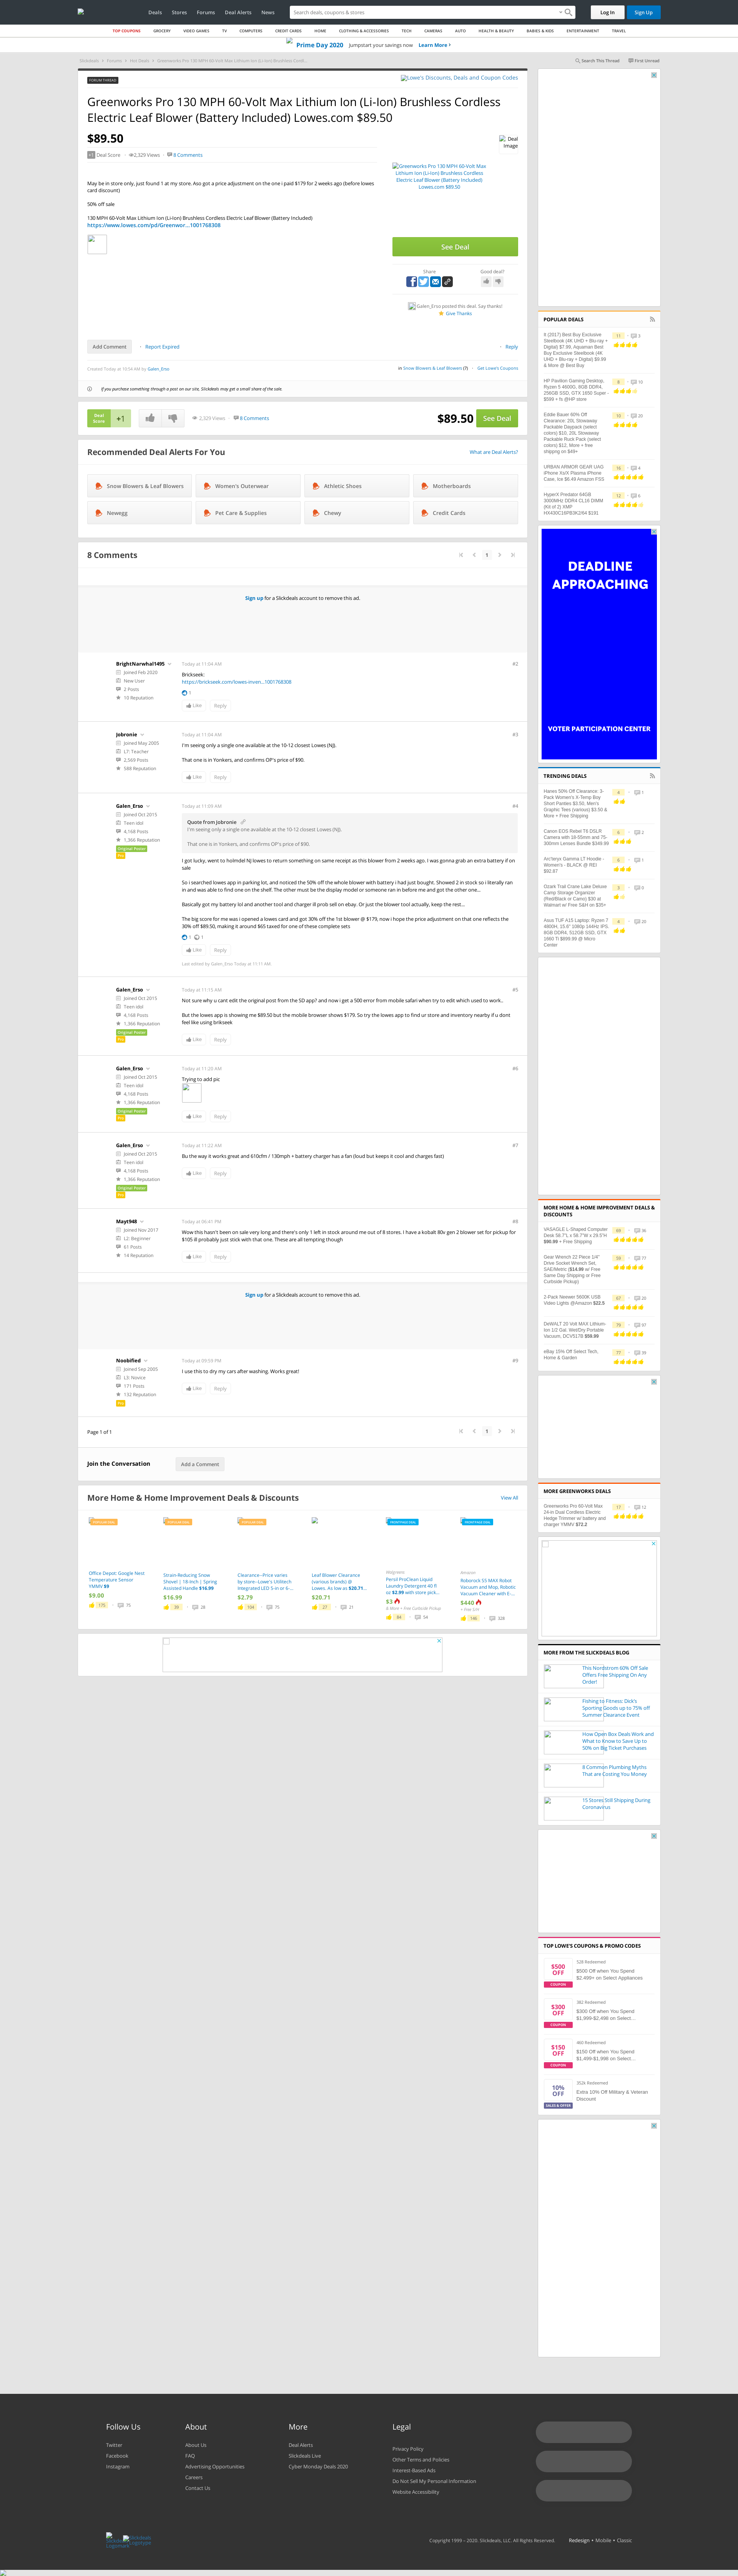 Deals
Stores
Forums
Deal Alerts
News
Search deals, coupons & stores
Log In
Sign Up
TOP COUPONS
GROCERY
VIDEO GAMES
TV
COMPUTERS
CREDIT CARDS
HOME
CLOTHING & ACCESSORIES
TECH
CAMERAS
AUTO
HEALTH & BEAUTY
BABIES & KIDS
ENTERTAINMENT
TRAVEL
Prime Day 2020 Jumpstart your savings now Learn More ›
Slickdeals > Forums > Hot Deals > Greenworks Pro 130 MPH 60-Volt Max Lithium Ion (Li-Ion) Brushless Cordl...
Search This Thread
First Unread
FORUM THREAD
Lowe's Discounts, Deals and Coupon Codes
Greenworks Pro 130 MPH 60-Volt Max Lithium Ion (Li-Ion) Brushless Cordless
Electric Leaf Blower (Battery Included) Lowes.com $89.50
$89.50
+1 Deal Score
2,329 Views
8 Comments
Deal Image
Greenworks Pro 130 MPH 60-Volt Max
Lithium Ion (Li-Ion) Brushless Cordless
Electric Leaf Blower (Battery Included)
Lowes.com $89.50
May be in store only, just found 1 at my store. Also got a price adjustment on the one i paid $179 for 2 weeks ago (before lowes
card discount)
50% off sale
130 MPH 60-Volt Max Lithium Ion (Li-Ion) Brushless Cordless Electric Leaf Blower (Battery Included)
https://www.lowes.com/pd/Greenwor...1001768308
See Deal
Share
Good deal?
Galen_Erso posted this deal. Say thanks!
Give Thanks
Add Comment
Report Expired
Reply
Created Today at 10:54 AM by Galen_Erso
in Snow Blowers & Leaf Blowers (7) • Get Lowe's Coupons
If you purchase something through a post on our site, Slickdeals may get a small share of the sale.
Deal Score
+1
2,329 Views
8 Comments
$89.50
See Deal
Recommended Deal Alerts For You
What are Deal Alerts?
Snow Blowers & Leaf Blowers
Women's Outerwear
Athletic Shoes
Motherboards
Newegg
Pet Care & Supplies
Chewy
Credit Cards
8 Comments
1
Sign up for a Slickdeals account to remove this ad.
BrightNarwhal1495
Joined Feb 2020
New User
2 Posts
10 Reputation
Today at 11:04 AM
#2
Brickseek:
https://brickseek.com/lowes-inven...1001768308
1
Like
Reply
Jobronie
Joined May 2005
L7: Teacher
2,569 Posts
588 Reputation
Today at 11:04 AM
#3
I'm seeing only a single one available at the 10-12 closest Lowes (NJ).
That one is in Yonkers, and confirms OP's price of $90.
Like
Reply
Galen_Erso
Joined Oct 2015
Teen idol
4,168 Posts
1,366 Reputation
Original Poster
Pro
Today at 11:09 AM
#4
Quote from Jobronie
I'm seeing only a single one available at the 10-12 closest Lowes (NJ).
That one is in Yonkers, and confirms OP's price of $90.
I got lucky, went to holmdel NJ lowes to return something on same receipt as this blower from 2 weeks ago. I was gonna grab an extra battery if on
sale
So i searched lowes app in parking lot, and noticed the 50% off the whole blower with battery i had just bought, Showed 2 in stock so i literally ran
in and was able to find one on the shelf. The other must be the display model or someone ran in before me and got the other one...
Basically got my battery lol and another tool and charger ill prob sell on ebay. Or just use the blower tool actually, keep the rest...
The big score for me was i opened a lowes card and got 30% off the 1st blower @ $179, now i hope the price adjustment on that one reflects the
30% off $89.50, making it around $65 taxed for one of these complete sets
1
1
Like
Reply
Last edited by Galen_Erso Today at 11:11 AM.
Galen_Erso
Joined Oct 2015
Teen idol
4,168 Posts
1,366 Reputation
Original Poster
Pro
Today at 11:15 AM
#5
Not sure why u cant edit the original post from the SD app? and now i get a 500 error from mobile safari when try to edit which used to work..
But the lowes app is showing me $89.50 but the mobile browser shows $179. So try the lowes app to find ur store and inventory nearby if u dont
feel like using brikseek
Like
Reply
Galen_Erso
Joined Oct 2015
Teen idol
4,168 Posts
1,366 Reputation
Original Poster
Pro
Today at 11:20 AM
#6
Trying to add pic
Like
Reply
Galen_Erso
Joined Oct 2015
Teen idol
4,168 Posts
1,366 Reputation
Original Poster
Pro
Today at 11:22 AM
#7
Bu the way it works great and 610cfm / 130mph + battery charger has a fan (loud but keeps it cool and charges fast)
Like
Reply
Mayt948
Joined Nov 2017
L2: Beginner
61 Posts
14 Reputation
#8
Wow this hasn't been on sale very long and there's only 1 left in stock around me out of 8 stores, I have a kobalt 80v gen 2 blower set for pickup for
$105 ill probably just stick with that one. These are all tempting though
Like
Reply
Sign up for a Slickdeals account to remove this ad.
Noobified
Joined Sep 2005
L3: Novice
171 Posts
132 Reputation
Pro
#9
I use this to dry my cars after washing. Works great!
Like
Reply
Page 1 of 1
1
Join the Conversation
Add a Comment
More Home & Home Improvement Deals & Discounts
View All
Office Depot: Google Nest Temperature Sensor YMMV $9
$9.00
175
75
Strain-Reducing Snow Shovel | 18-Inch | Spring Assisted Handle $16.99
$16.99
39
28
Clearance--Price varies by store--Lowe's Utilitech Integrated LED 5-in or 6-...
$2.79
104
75
Leaf Blower Clearance (various brands) @ Lowes. As low as $20.71...
$20.71
27
21
Walgreens
Persil ProClean Liquid Laundry Detergent 40 fl oz $2.99 with store pick...
$3
& More + Free Curbside Pickup
84
54
Amazon
Roborock S5 MAX Robot Vacuum and Mop, Robotic Vacuum Cleaner with E-...
$440
+ Free S/H
146
328
POPULAR DEALS
It (2017) Best Buy Exclusive Steelbook (4K UHD + Blu-ray + Digital) $7.99, Aquaman Best Buy Exclusive Steelbook (4K UHD + Blu-ray + Digital) $9.99 & More @ Best Buy
11
3
HP Pavilion Gaming Desktop, Ryzen 5 4600G, 8GB DDR4, 256GB SSD, GTX 1650 Super - $599 + fs @HP store
Eddie Bauer 60% Off Clearance: 20L Stowaway Packable Daypack (select colors) $10, 20L Stowaway Packable Ruck Pack (select colors) $12, More + free shipping on $49+
10
URBAN ARMOR GEAR UAG iPhone Xs/X Plasma iPhone Case, Ice $6.49 Amazon FSS
4
HyperX Predator 64GB 3000MHz DDR4 CL16 DIMM (Kit of 2) XMP HX430C16PB3K2/64 $191
12
DEADLINE APPROACHING
VOTER PARTICIPATION CENTER
TRENDING DEALS
Hanes 50% Off Clearance: 3-Pack Women's X-Temp Boy Short Panties $3.50, Men's Graphic Tees (various) $3.50 & More + Free Shipping
4
1
Canon EOS Rebel T6 DSLR Camera with 18-55mm and 75-300mm Lenses Bundle $349.99
2
Arc'teryx Gamma LT Hoodie - Women's - BLACK @ REI $92.87
1
Ozark Trail Crane Lake Deluxe Camp Storage Organizer (Red/Black or Camo) $30 at Walmart w/ Free S&H on $35+
Asus TUF A15 Laptop: Ryzen 7 4800H, 15.6" 1080p 144Hz IPS, 8GB DDR4, 512GB SSD, GTX 1660 Ti $899.99 @ Micro Center
4
MORE HOME & HOME IMPROVEMENT DEALS & DISCOUNTS
VASAGLE L-Shaped Computer Desk 58.7"L x 58.7"W x 29.5"H $90.99 + Free Shipping
Gear Wrench 22 Piece 1/4" Drive Socket Wrench Set, SAE/Metric ($14.99 or Free Same Day Shipping or Free Curbside Pickup)
77
2-Pack Neewer 5600K USB Video Lights @Amazon $22.5
67
DeWALT 20 Volt MAX Lithium-Ion 1/2 Gal. Wet/Dry Portable Vacuum, DCV517B $59.99
97
eBay 15% Off Select Tech, Home & Garden
77
39
MORE GREENWORKS DEALS
Greenworks Pro 60-Volt Max 24-in Dual Cordless Electric Hedge Trimmer w/ battery and charger YMMV $72.2
17
13
MORE FROM THE SLICKDEALS BLOG
This Nordstrom 60% Off Sale Offers Free Shipping On Any Order!
Fishing to Fitness: Dick's Sporting Goods up to 75% off Summer Clearance Event
How Open Box Deals Work and What to Know to Save Up to 50% on Big Ticket Purchases
8 Common Plumbing Myths That are Costing You Money
15 Stores Still Shipping During Coronavirus
TOP LOWE'S COUPONS & PROMO CODES
$500 OFF
COUPON
528 Redeemed
$500 Off when You Spend $2,499+ on Select Appliances
$300 OFF
COUPON
382 Redeemed
$300 Off when You Spend $1,999-$2,498 on Select...
$150 OFF
COUPON
460 Redeemed
$150 Off when You Spend $1,499-$1,998 on Select...
10% OFF
SALES & OFFER
352k Redeemed
Extra 10% Off Military & Veteran Discount
Follow Us
Twitter
Facebook
Instagram
About
About Us
FAQ
Advertising Opportunities
Careers
Contact Us
More
Deal Alerts
Slickdeals Live
Cyber Monday Deals 2020
Legal
Privacy Policy
Other Terms and Policies
Interest-Based Ads
Do Not Sell My Personal Information
Website Accessibility
Copyright 1999 - 2020. Slickdeals, LLC. All Rights Reserved.
Redesign • Mobile • Classic